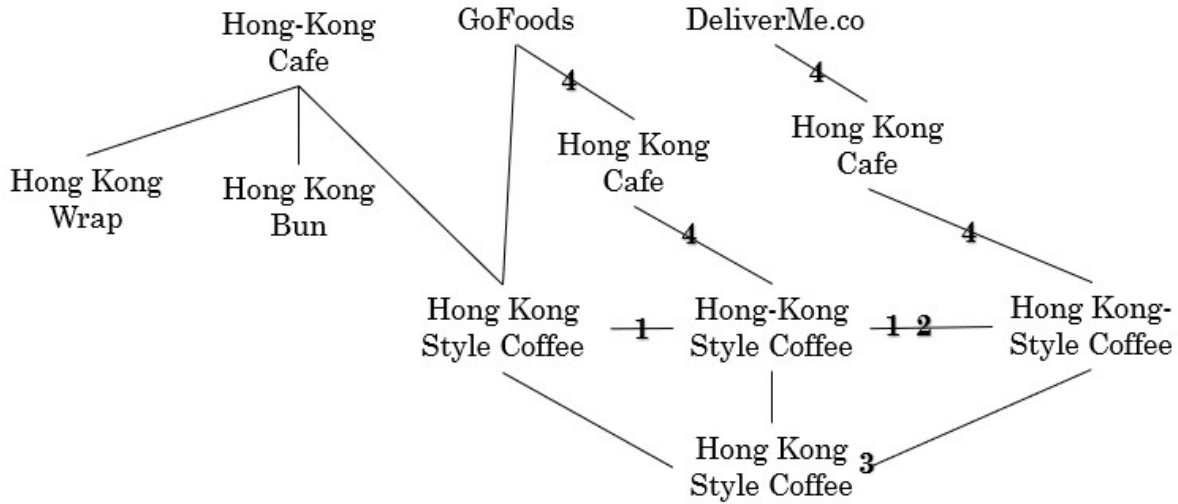 Hong-Kong
Cafe
GoFoods
DeliverMe.co
4
4
Hong Kong
Cafe
Hong Kong
Cafe
Hong Kong
Wrap
Hong Kong
Bun
4
4
Hong Kong
Style Coffee
1
Hong-Kong
Style Coffee
1 2
Hong Kong-
Style Coffee
Hong Kong
Style Coffee
3